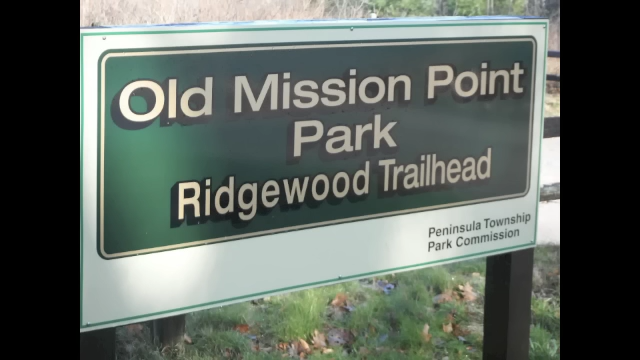 Old Mission Point
Park
Ridgewood Trailhead
Peninsula Township
Park Commission